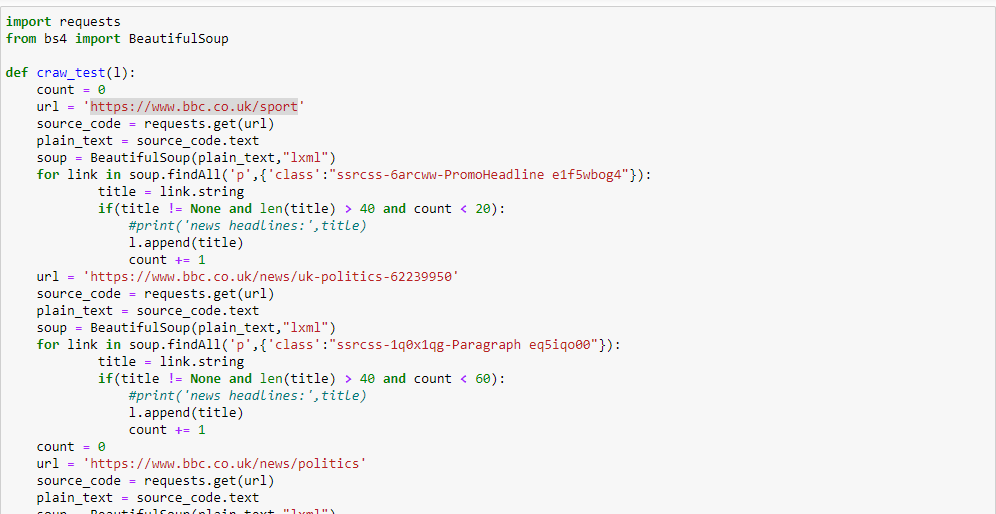 import requests
from bs4 import BeautifulSoup
def craw_test(l):
count = 0
url = 'https://www.bbc.co.uk/sport'
source_code = requests.get(url)
plain_text = source_code.text
soup = BeautifulSoup(plain_text,"lxml")
for link in soup.findAll('p',{'class':"ssrcss-6arcww-PromoHeadline e1f5wbog4"}):
title = link.string
if(title != None and len(title) > 40 and count < 20):
#print('news headlines:',title)
l.append(title)
count += 1
url = 'https://www.bbc.co.uk/news/uk-politics-62239950'
source_code = requests.get(url)
plain_text = source_code.text
soup = BeautifulSoup(plain_text,"lxml")
for link in soup.findAll('p',{'class':"ssrcss-1q0x1qg-Paragraph eq5iqo00"}):
title = link.string
if(title != None and len(title) > 40 and count < 60):
#print('news headlines:',title)
l.append(title)
count += 1
count = 0
url = 'https://www.bbc.co.uk/news/politics'
source_code = requests.get(url)
plain_text = source_code.text
soup = BeautifulSoup(plain_text,"lxml")